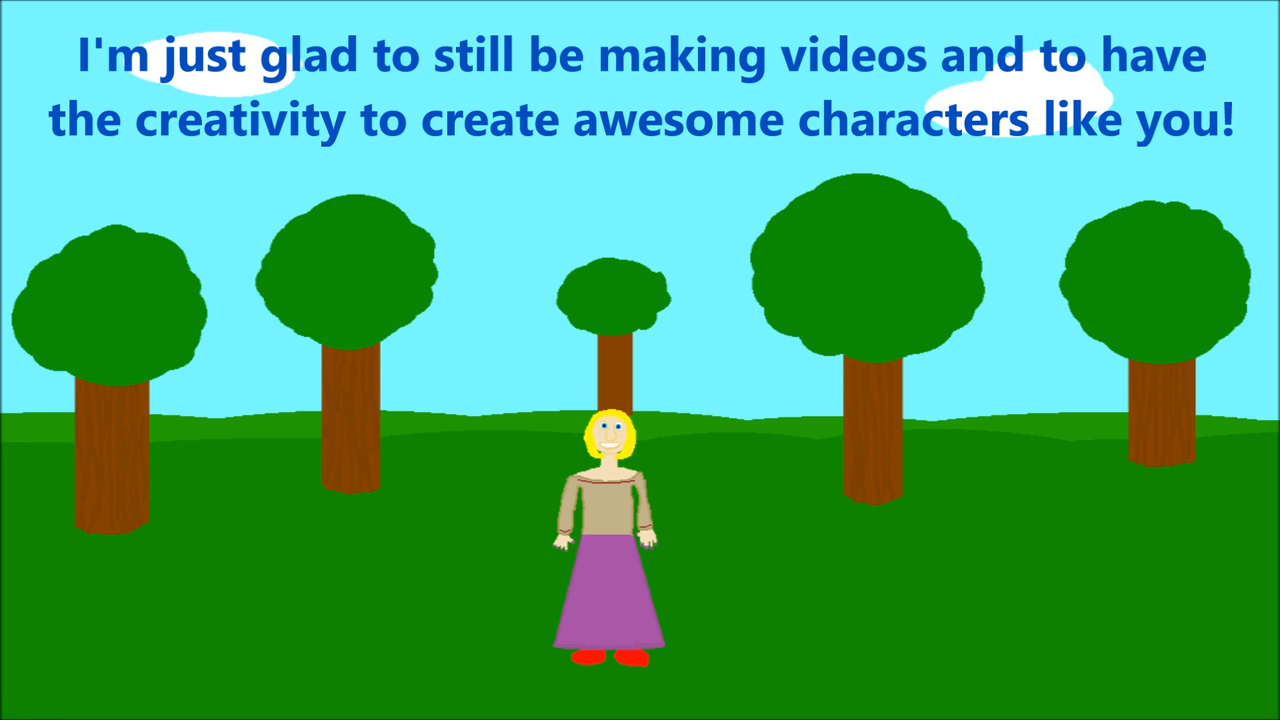 I'm just glad to still be making videos and to have
the creativity to create awesome characters like you!